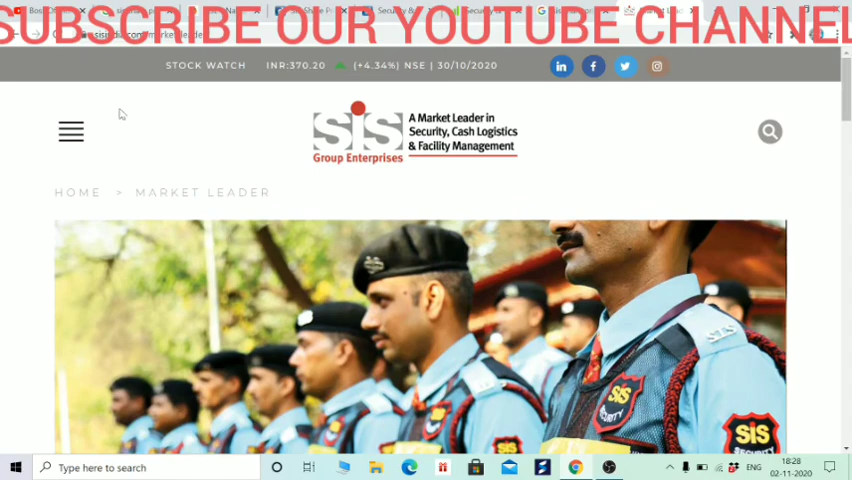 SUBSCRIBE OUR YOUTUBE CHANNEL
STOCK WATCH INR:370.20 (+4.34%) NSE | 30/10/2020
SiS
Group Enterprises
A Market Leader in
Security, Cash Logistics
& Facility Management
HOME > MARKET LEADER
SIS
SiS
SECURITY
SiS
SECURITY
Type here to search
ENG
18:28
02-11-2020